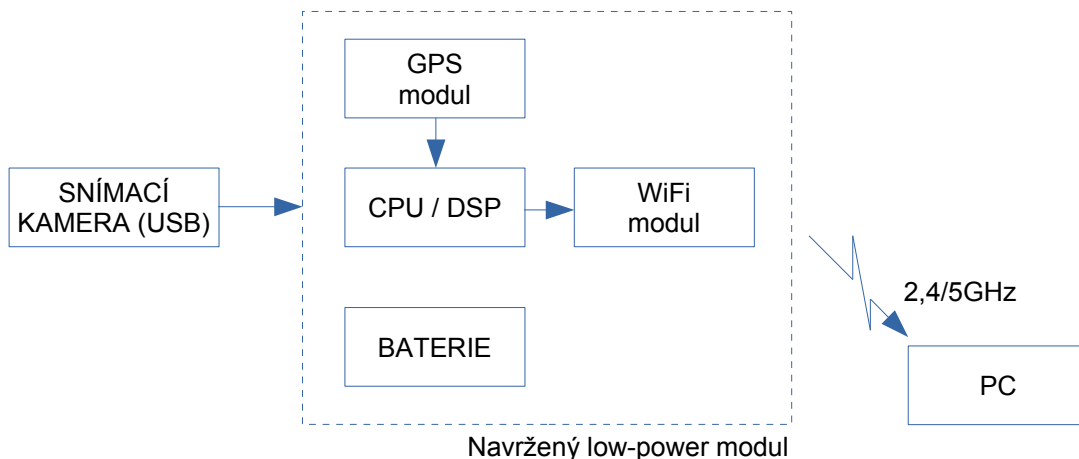 GPS
modul
SNÍMACÍ
KAMERA (USB)
CPU / DSP
WiFi
modul
2,4/5GHz
BATERIE
PC
Navržený low-power modul